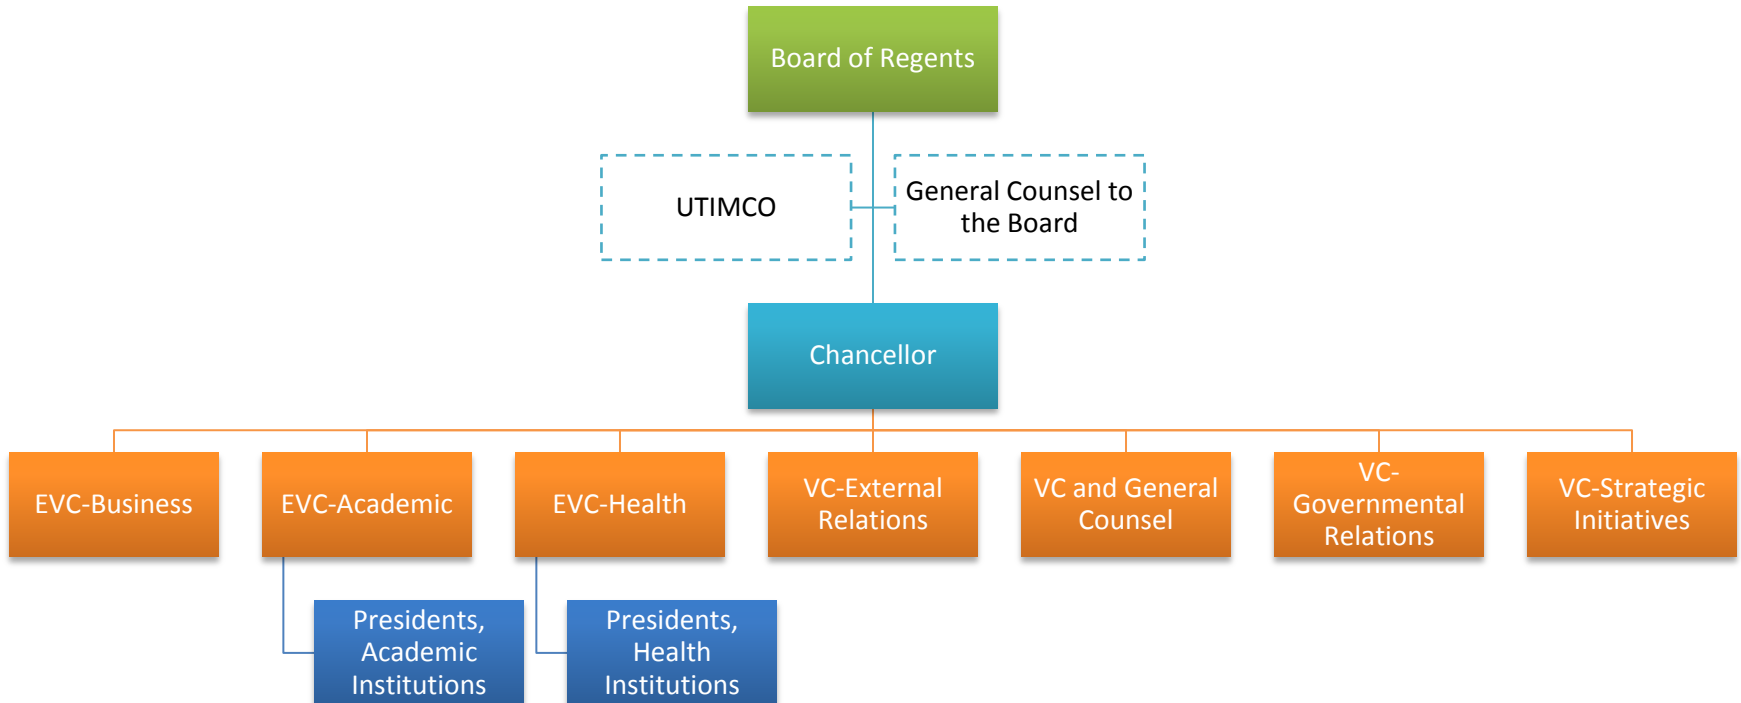 Board of Regents
UTIMCO
General Counsel to
the Board
Chancellor
EVC-Business
EVC-Academic
EVC-Health
VC-External
Relations
VC and General
Counsel
VC-
Governmental
Relations
VC-Strategic
Initiatives
Presidents,
Academic
Institutions
Presidents,
Health
Institutions